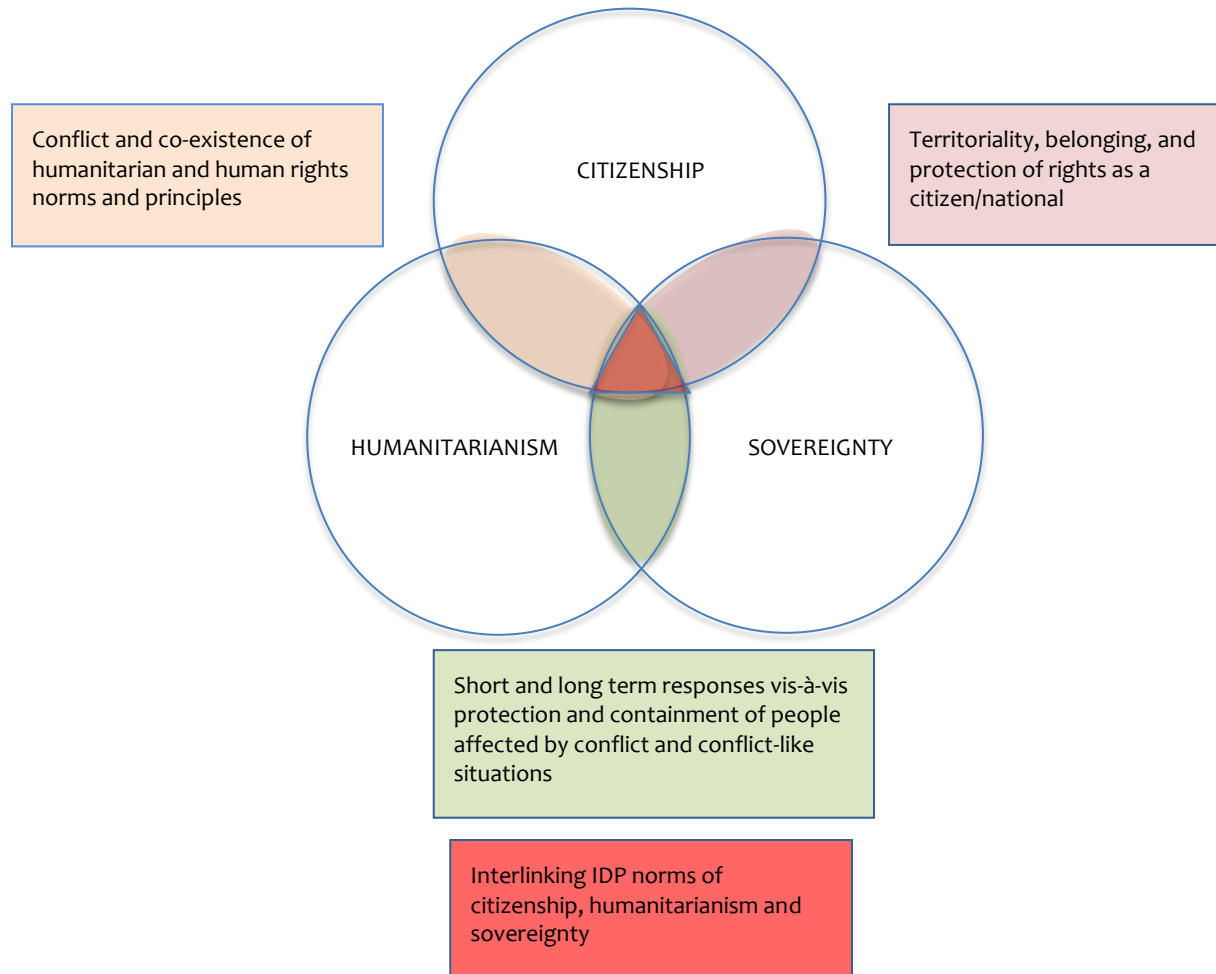 CITIZENSHIP
Conflict and co-existence of
humanitarian and human rights
norms and principles
Territoriality, belonging, and
protection of rights as a
citizen/national
HUMANITARIANISM
SOVEREIGNTY
Short and long term responses vis-à-vis
protection and containment of people
affected by conflict and conflict-like
situations
Interlinking IDP norms of
citizenship, humanitarianism and
sovereignty